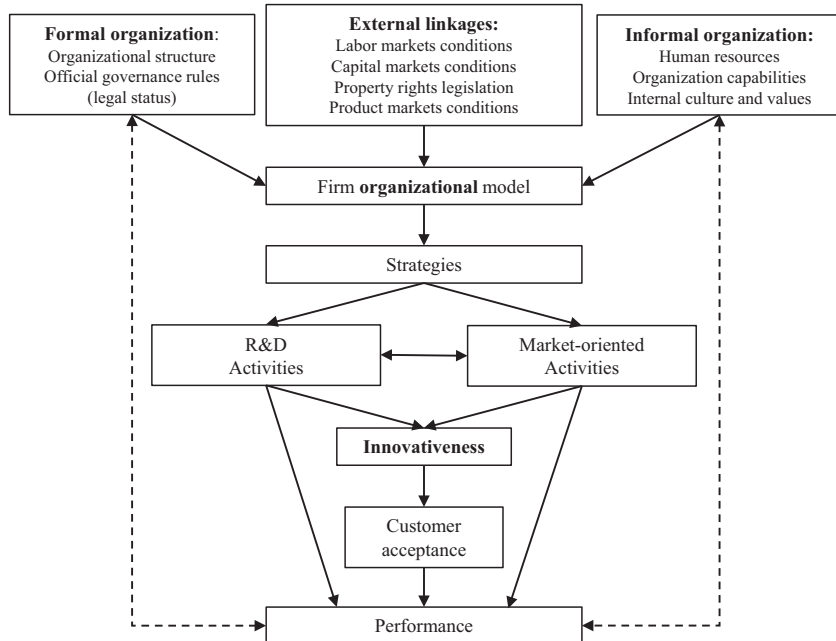 Formal organization:
Organizational structure
Official governance rules
(legal status)
External linkages:
Labor markets conditions
Capital markets conditions
Property rights legislation
Product markets conditions
Informal organization:
Human resources
Organization capabilities
Internal culture and values
Firm organizational model
Strategies
R&D
Activities
Market-oriented
Activities
Innovativeness
Customer
acceptance
Performance